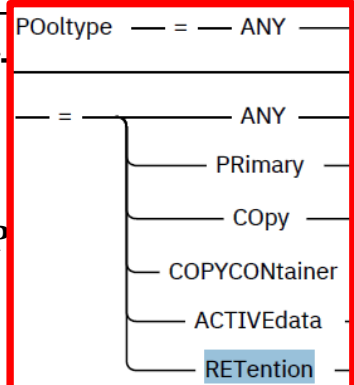 POoltype = ANY
= ANY
PRimary
COpy
COPYCONtainer
ACTIVEdata
RETention